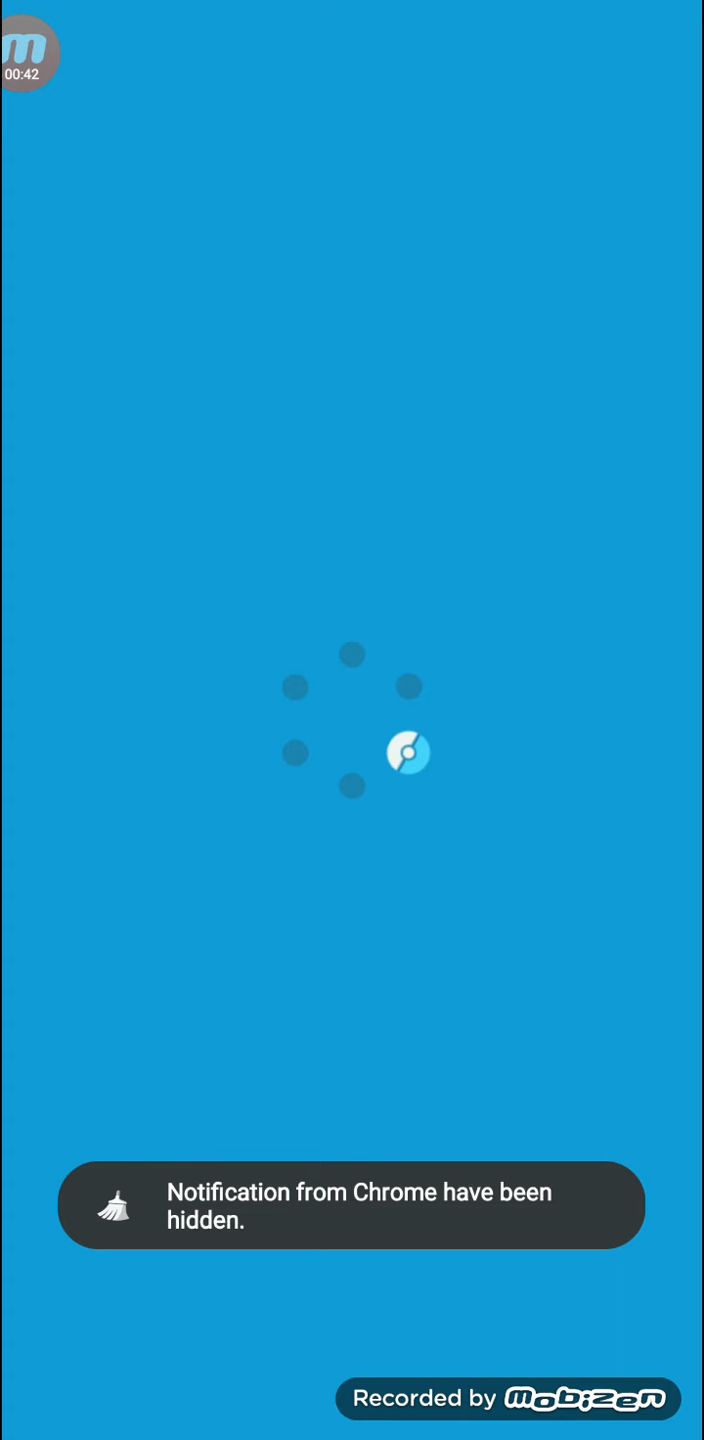 m
00:42
Notification from Chrome have been
hidden.
Recorded by mobizen